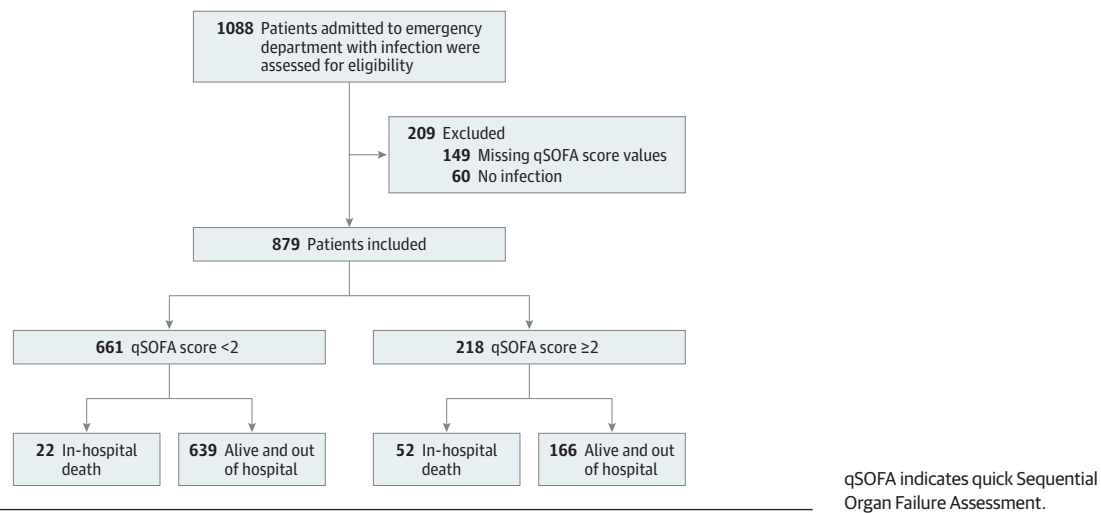 1088 Patients admitted to emergency
department with infection were
assessed for eligibility
209 Excluded
149 Missing qSOFA score values
60 No infection
879 Patients included
661 qSOFA score <2
218 qSOFA score ≥2
22 In-hospital
death
639 Alive and out
of hospital
52 In-hospital
death
166 Alive and out
of hospital
qSOFA indicates quick Sequential
Organ Failure Assessment.